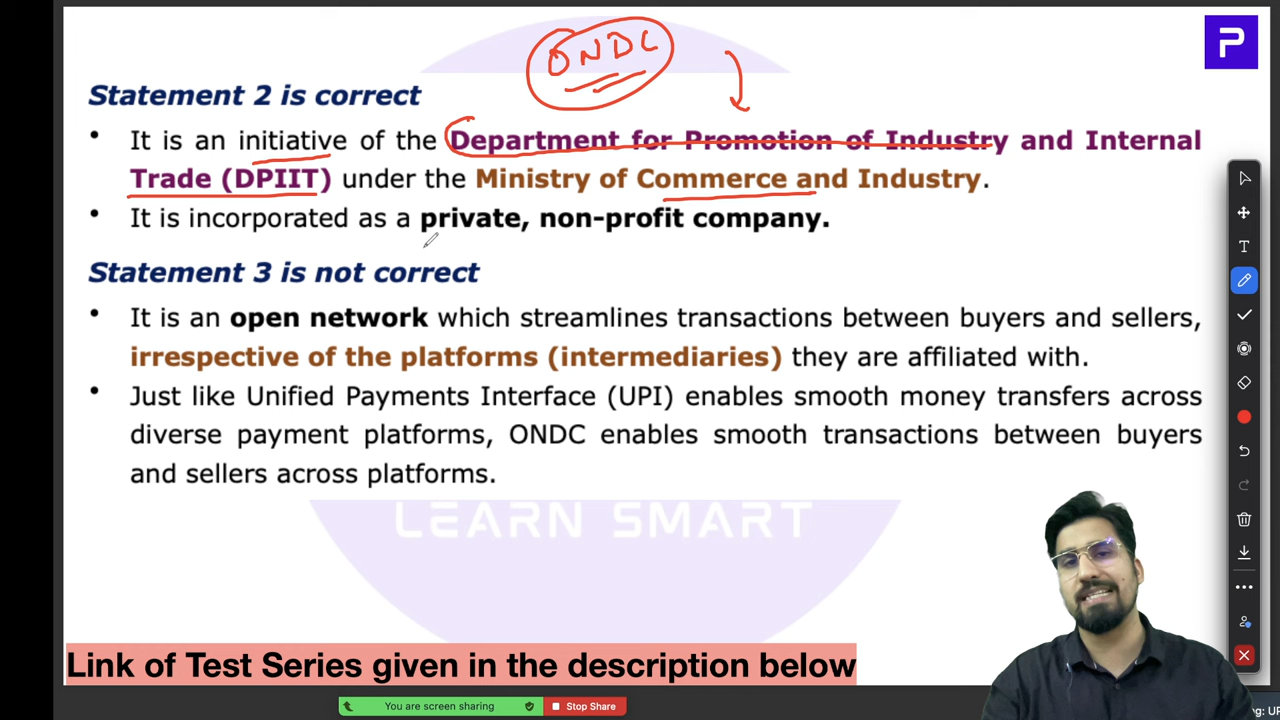 ONDC
P
Statement 2 is correct
• It is an initiative of the Department for Promotion of Industry and Internal
Trade (DPIIT) under the Ministry of Commerce and Industry.
• It is incorporated as a private, non-profit company.
Statement 3 is not correct
• It is an open network which streamlines transactions between buyers and sellers,
irrespective of the platforms (intermediaries) they are affiliated with.
• Just like Unified Payments Interface (UPI) enables smooth money transfers across
diverse payment platforms, ONDC enables smooth transactions between buyers
and sellers across platforms.
LEARN SMART
Link of Test Series given in the description below
You are screen sharing
Stop Share
T
ng: UP